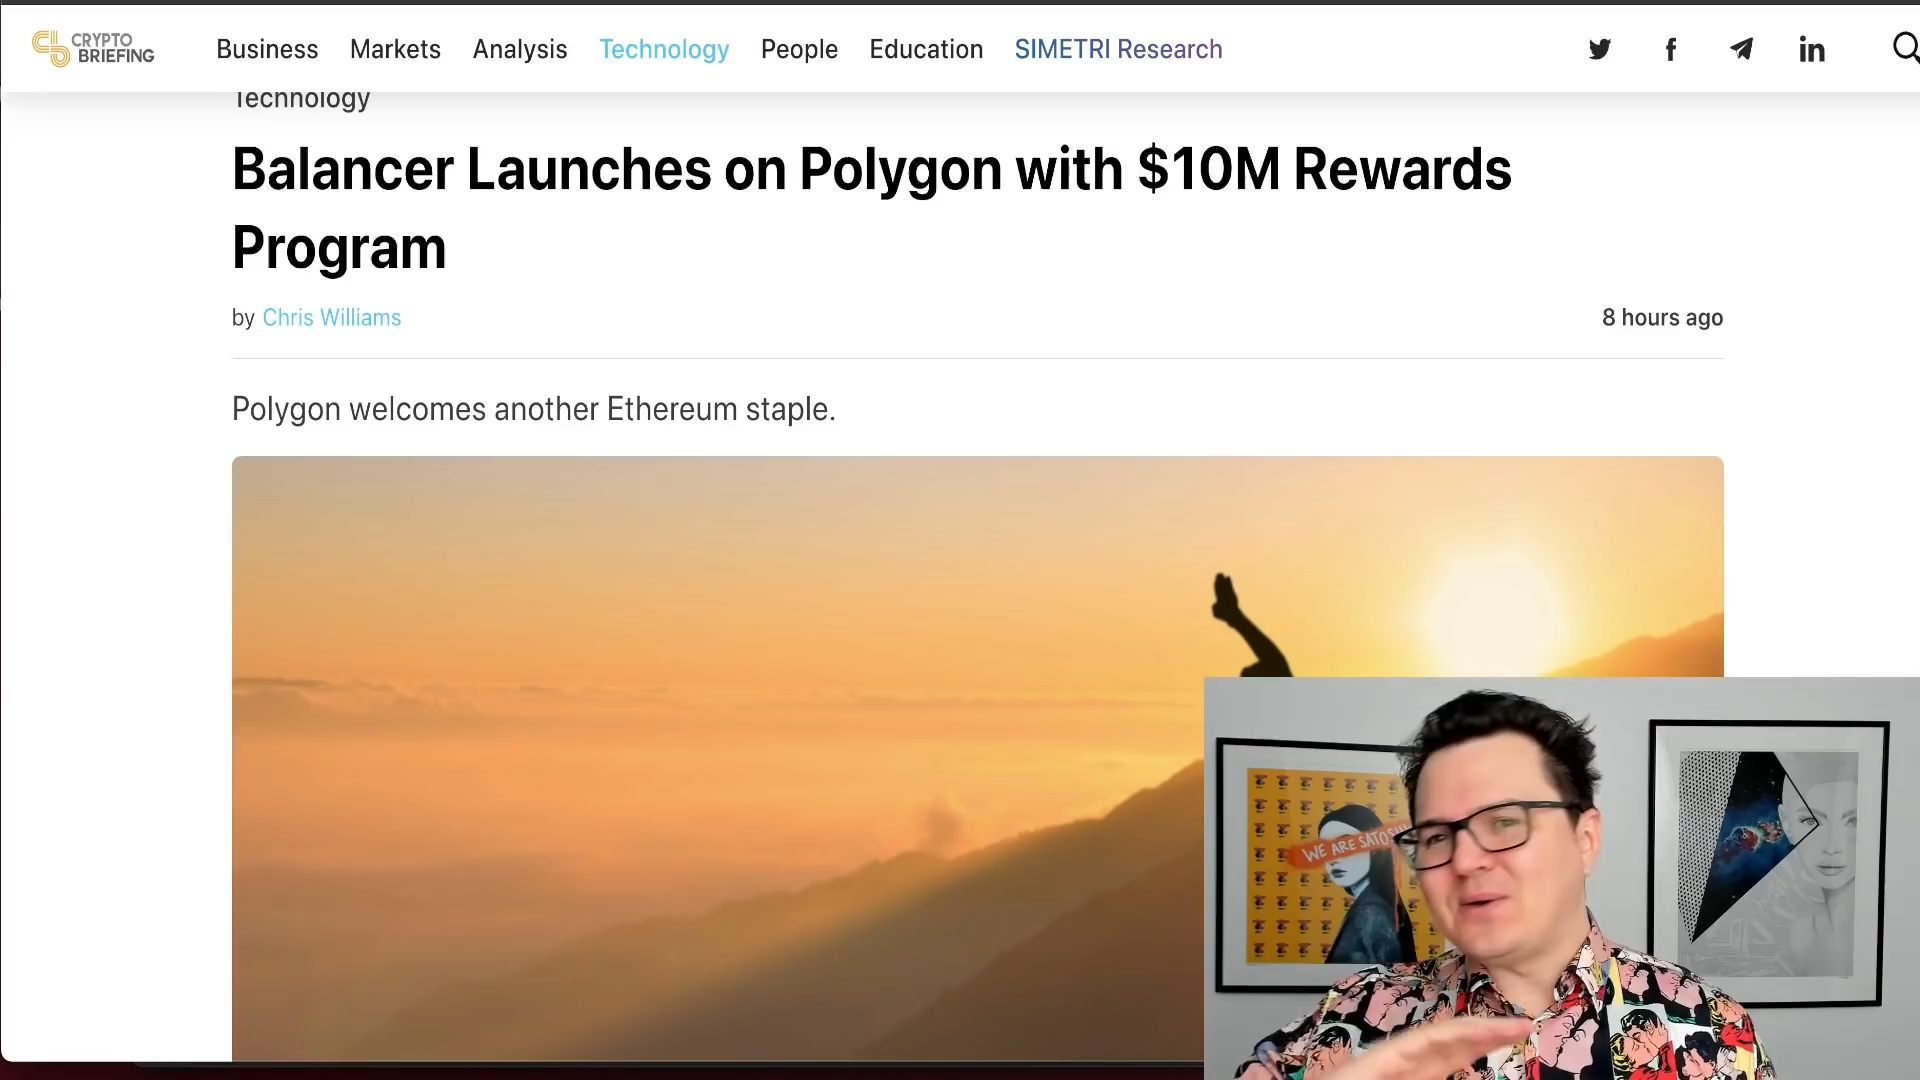 CRYPTO
BRIEFING
Business Markets Analysis Technology People Education SIMETRI Research
Technology
Balancer Launches on Polygon with $10M Rewards
Program
by Chris Williams
8 hours ago
Polygon welcomes another Ethereum staple.
WE ARE SATOSHI